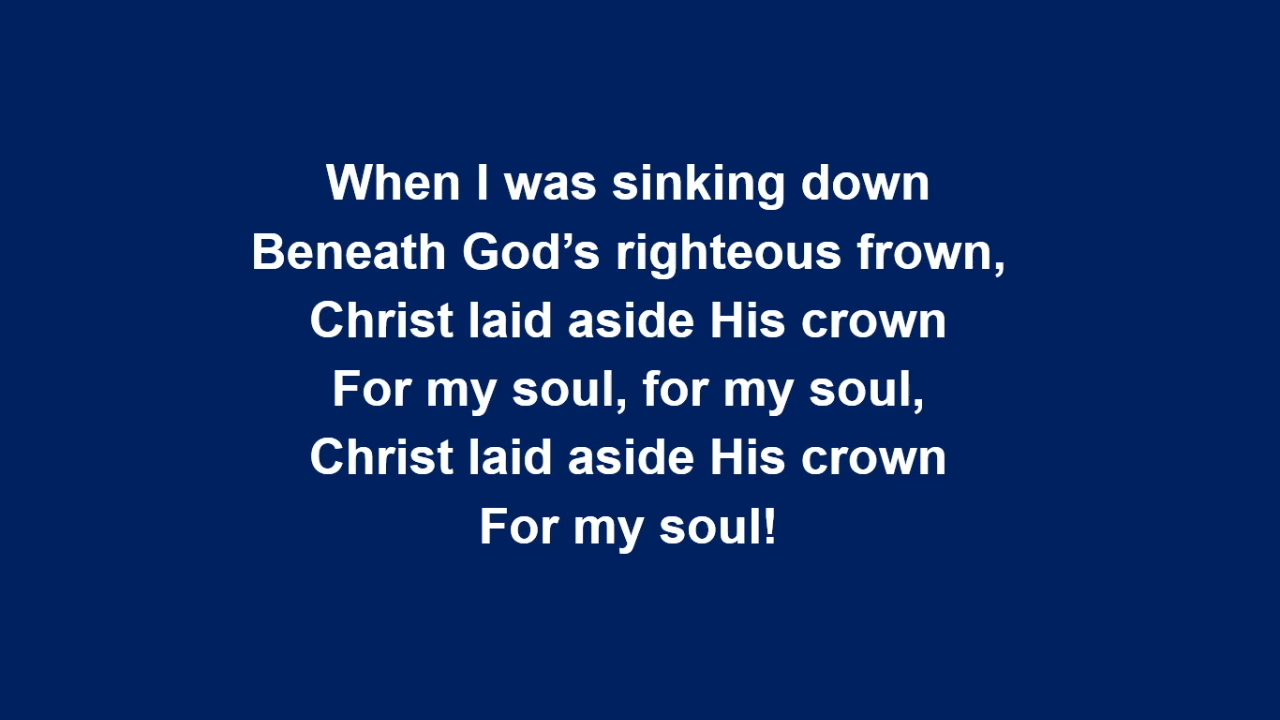 When I was sinking down
Beneath God’s righteous frown,
Christ laid aside His crown
For my soul, for my soul,
Christ laid aside His crown
For my soul!